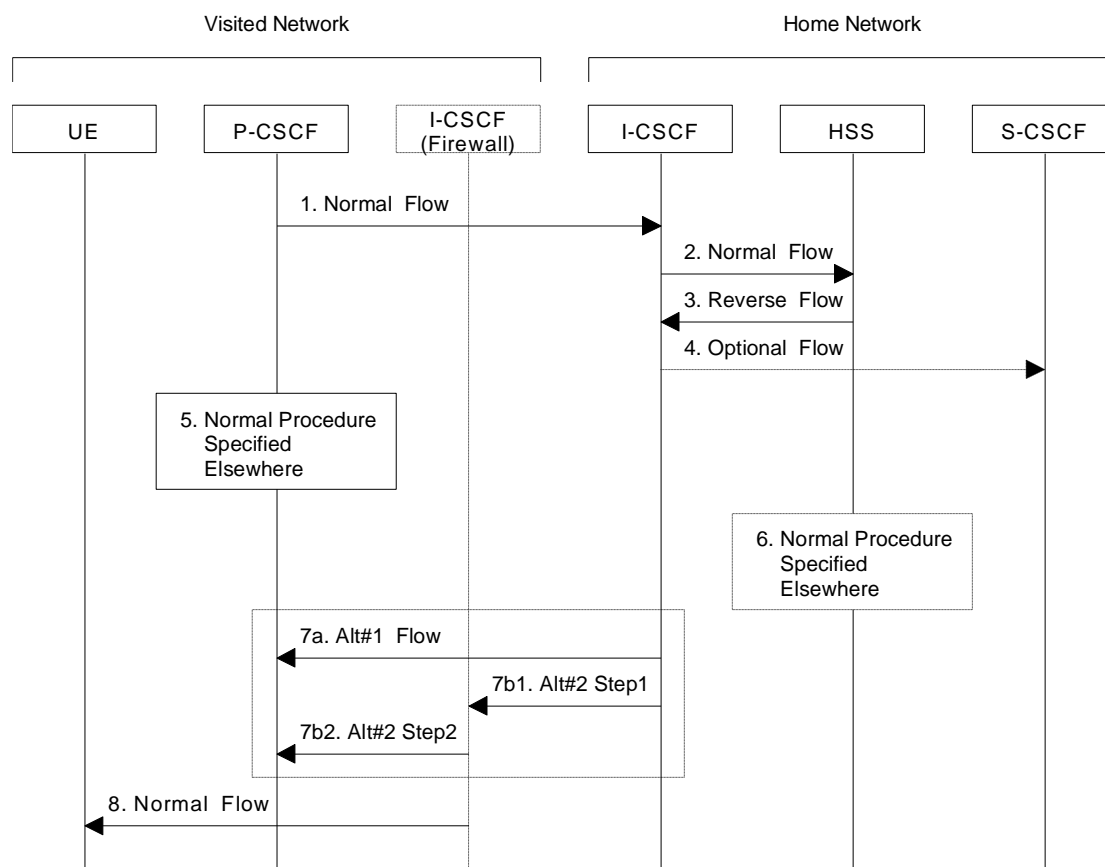 Visited Network
Home Network
UE
P-CSCF
I-CSCF
(Firewall)
I-CSCF
HSS
S-CSCF
1. Normal Flow
2. Normal Flow
3. Reverse Flow
4. Optional Flow
5. Normal Procedure
Specified
Elsewhere
6. Normal Procedure
Specified
Elsewhere
7a. Alt#1 Flow
7b1. Alt#2 Step1
7b2. Alt#2 Step2
8. Normal Flow